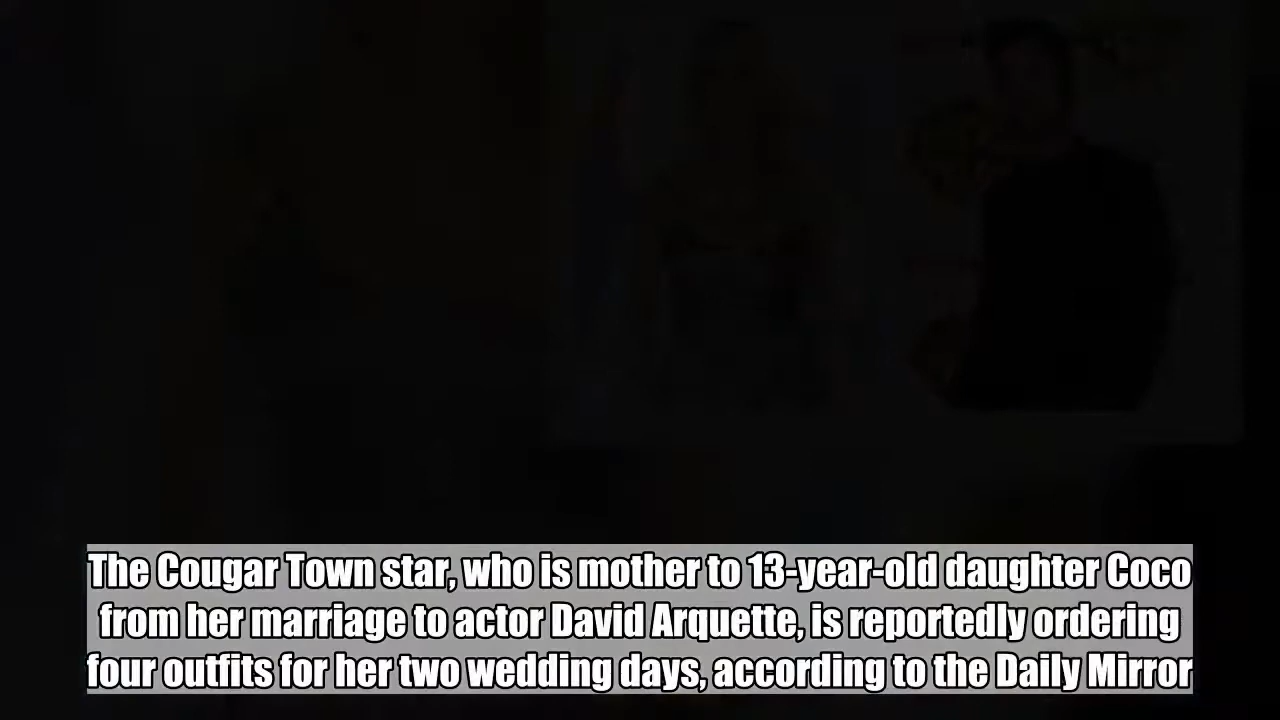 The Cougar Town star, who is mother to 13-year-old daughter Coco
from her marriage to actor David Arquette, is reportedly ordering
four outfits for her two wedding days, according to the Daily Mirror